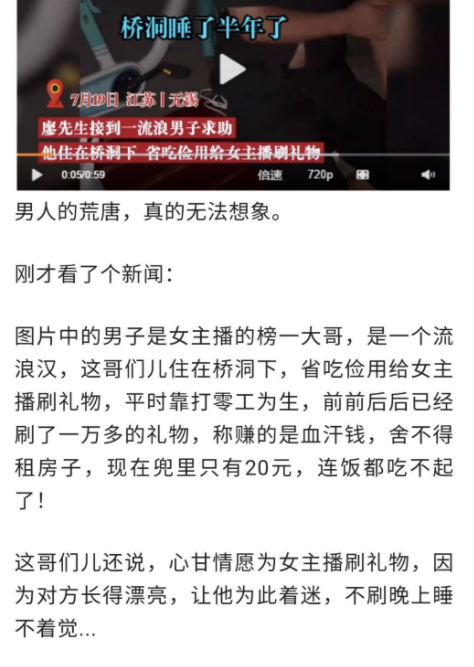 桥洞睡了半年了
7月19日 江苏丨无锡
廖先生接到一流浪男子求助
他住在桥洞下 省吃俭用给女主播刷礼物
0:05/0:59 倍速 720p
男人的荒唐，真的无法想象。
刚才看了个新闻：
图片中的男子是女主播的榜一大哥，是一个流
浪汉，这哥们儿住在桥洞下，省吃俭用给女主
播刷礼物，平时靠打零工为生，前前后后已经
刷了一万多的礼物，称赚的是血汗钱，舍不得
租房子，现在兜里只有20元，连饭都吃不起
了！
这哥们儿还说，心甘情愿为女主播刷礼物，因
为对方长得漂亮，让他为此着迷，不刷晚上睡
不着觉...